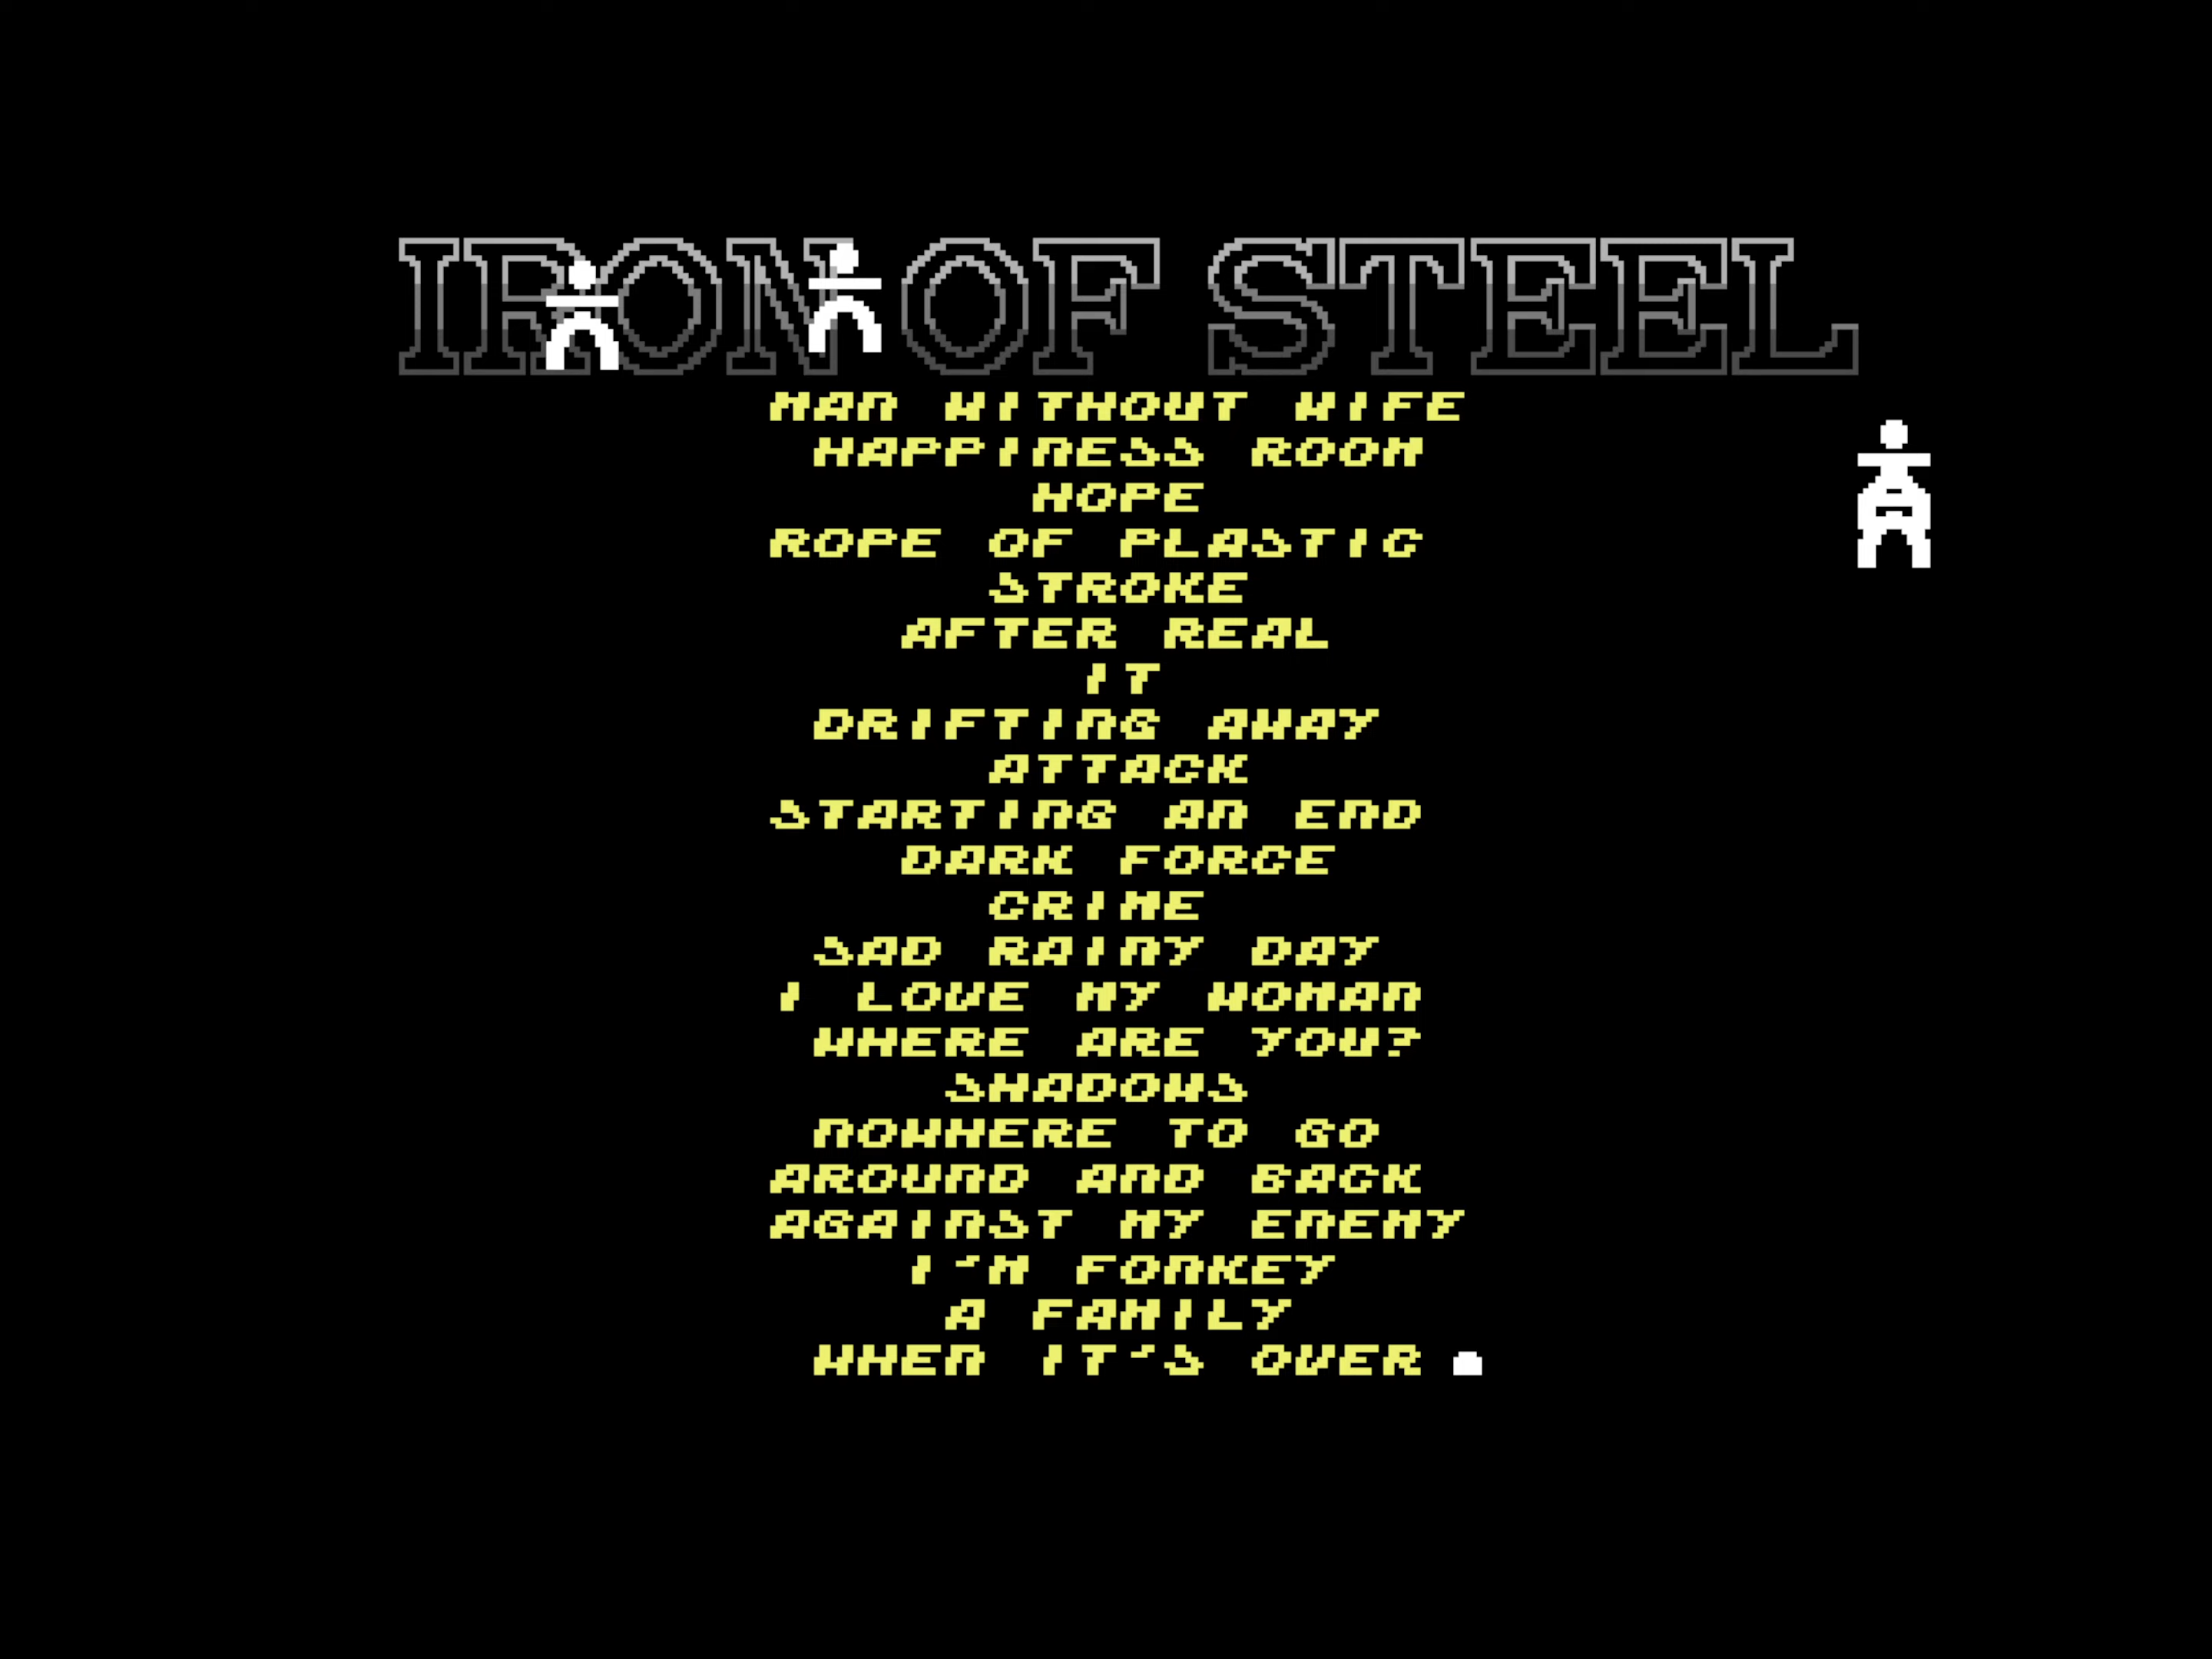 IRON OF STEEL
MAN WITHOUT WIFE
HAPPINESS ROOM
HOPE
ROPE OF PLASTIC
STROKE
AFTER REAL
IT
DRIFTING AWAY
ATTACK
STARTING AN END
DARK FORCE
CRIME
SAD RAINY DAY
I LOVE MY WOMAN
WHERE ARE YOU?
SHADOWS
NOWHERE TO GO
AROUND AND BACK
AGAINST MY ENEMY
I'M FONKEY
A FAMILY
WHEN IT'S OVER